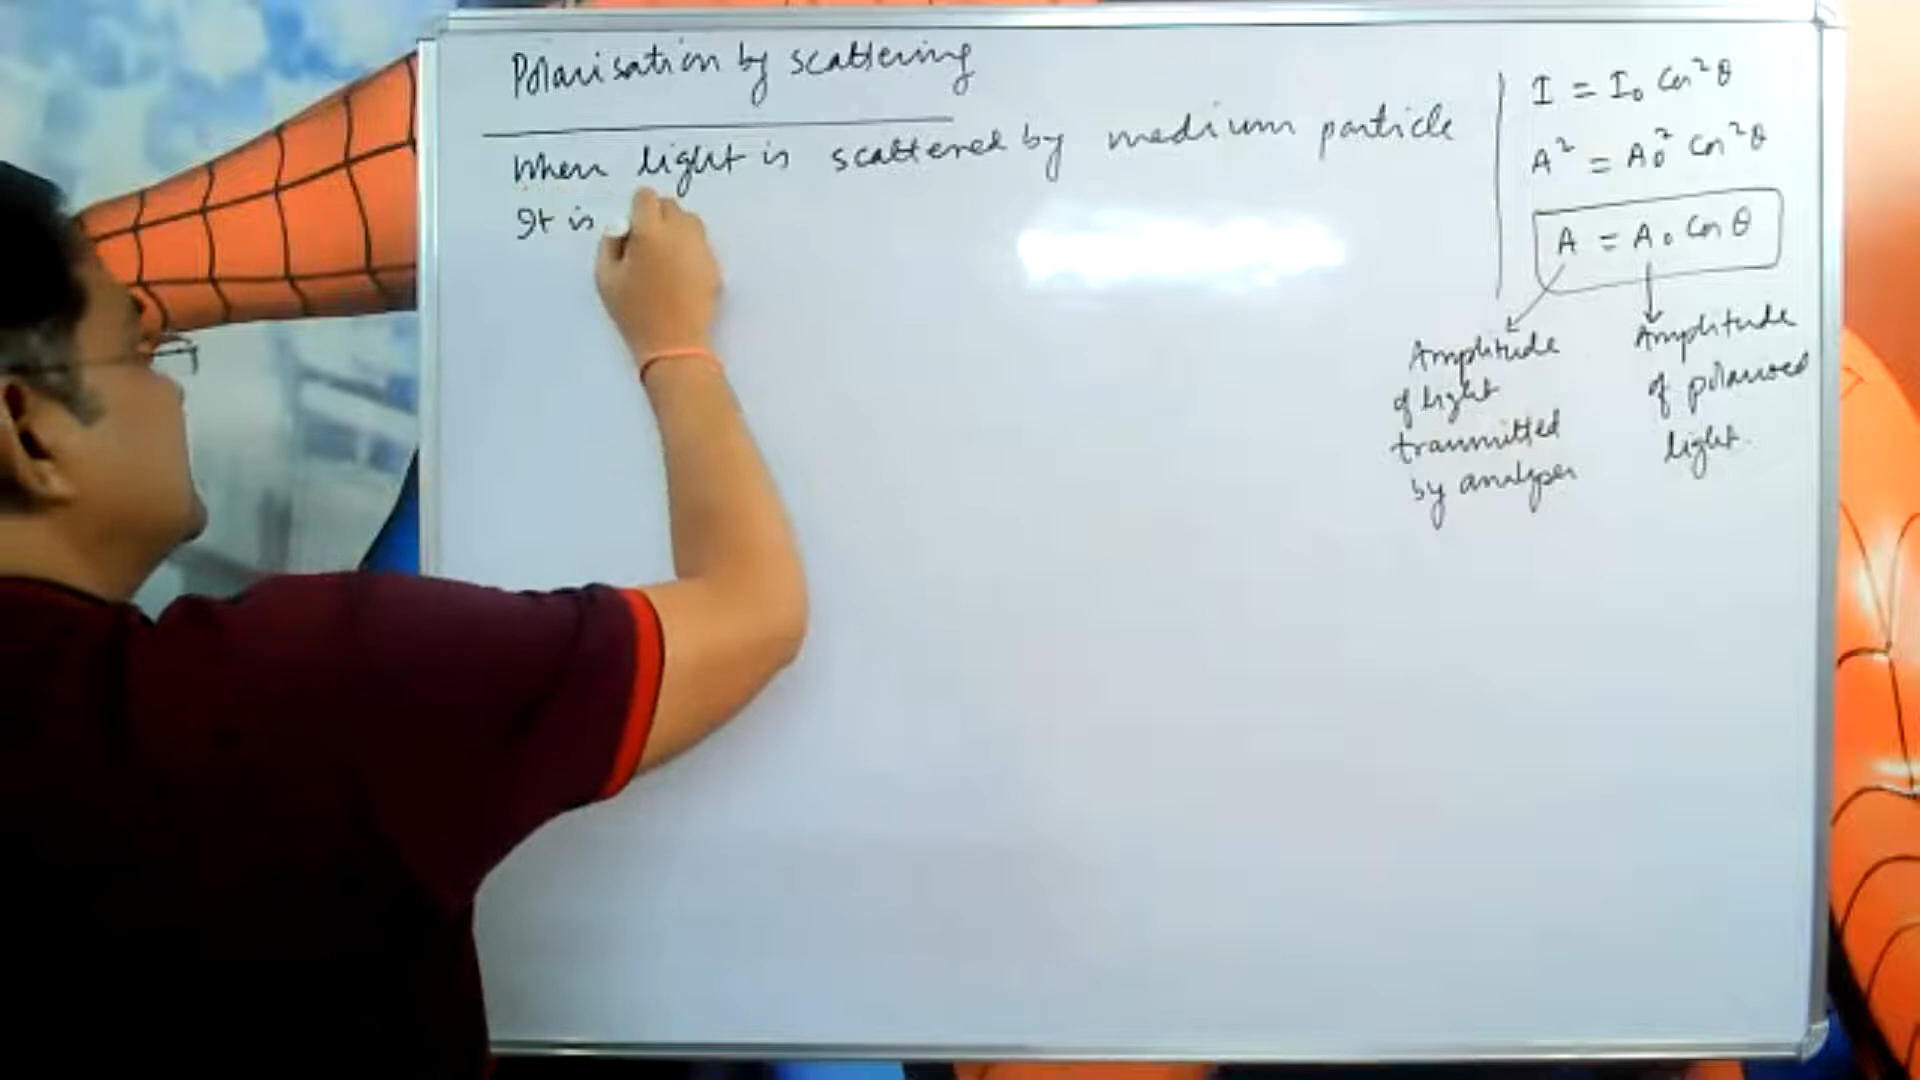 Polarisation by scattering
When light is scattered by medium particle
It is
I = I₀ Cos²θ
A² = A₀² Cos²θ
A = A₀ Cos θ
Amplitude
of light
transmitted
by analyser
Amplitude
of polarised
light.